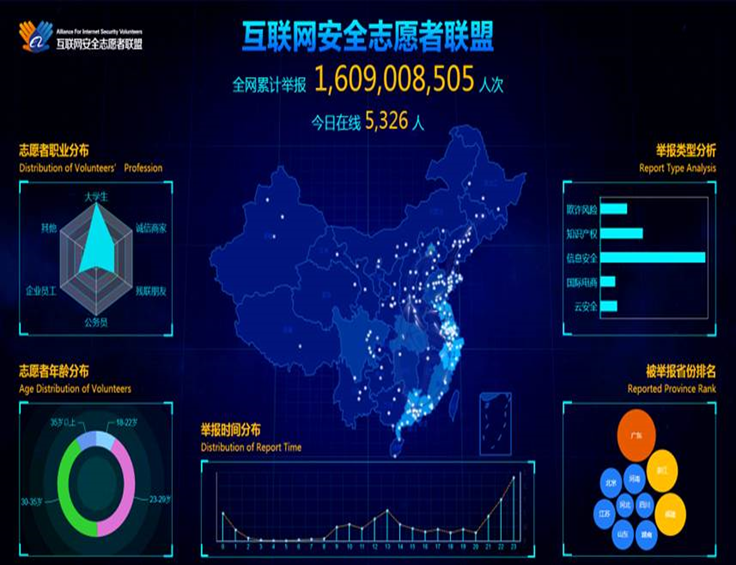 Alliance For Internet Security Volunteers
互联网安全志愿者联盟
互联网安全志愿者联盟
全网累计举报 1,609,008,505 人次
今日在线 5,326 人
志愿者职业分布
Distribution of Volunteers' Profession
大学生
诚信商家
残联朋友
公务员
企业员工
其他
志愿者年龄分布
Age Distribution of Volunteers
35岁以上
18-22岁
23-29岁
30-35岁
举报时间分布
Distribution of Report Time
0 1 2 3 4 5 6 7 8 9 10 11 12 13 14 15 16 17 18 19 20 21 22 23
举报类型分析
Report Type Analysis
欺诈风险
知识产权
信息安全
国际电商
云安全
被举报省份排名
Reported Province Rank
广东
浙江
北京
河南
河北
四川
江苏
山东
湖南